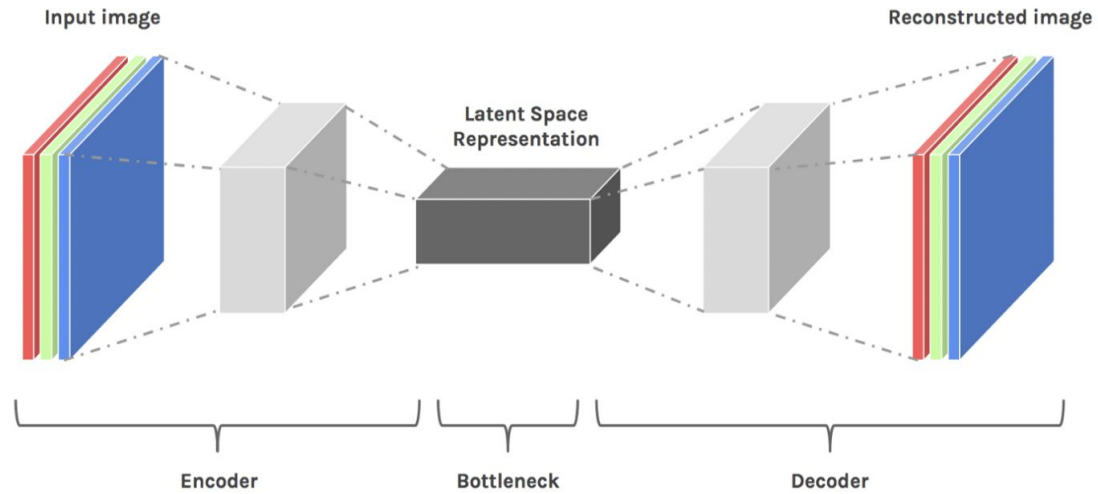 Input image
Reconstructed image
Latent Space
Representation
Encoder
Bottleneck
Decoder